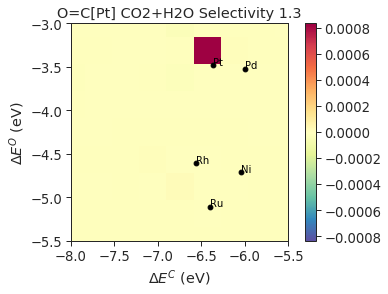 O=C[Pt] CO2+H2O Selectivity 1.3
−3.0
−3.5
−4.0
−4.5
−5.0
−5.5
ΔE^O (eV)
Pt
Pd
Rh
Ni
Ru
−8.0 −7.5 −7.0 −6.5 −6.0 −5.5
ΔE^C (eV)
0.0008
0.0006
0.0004
0.0002
0.0000
−0.0002
−0.0004
−0.0006
−0.0008